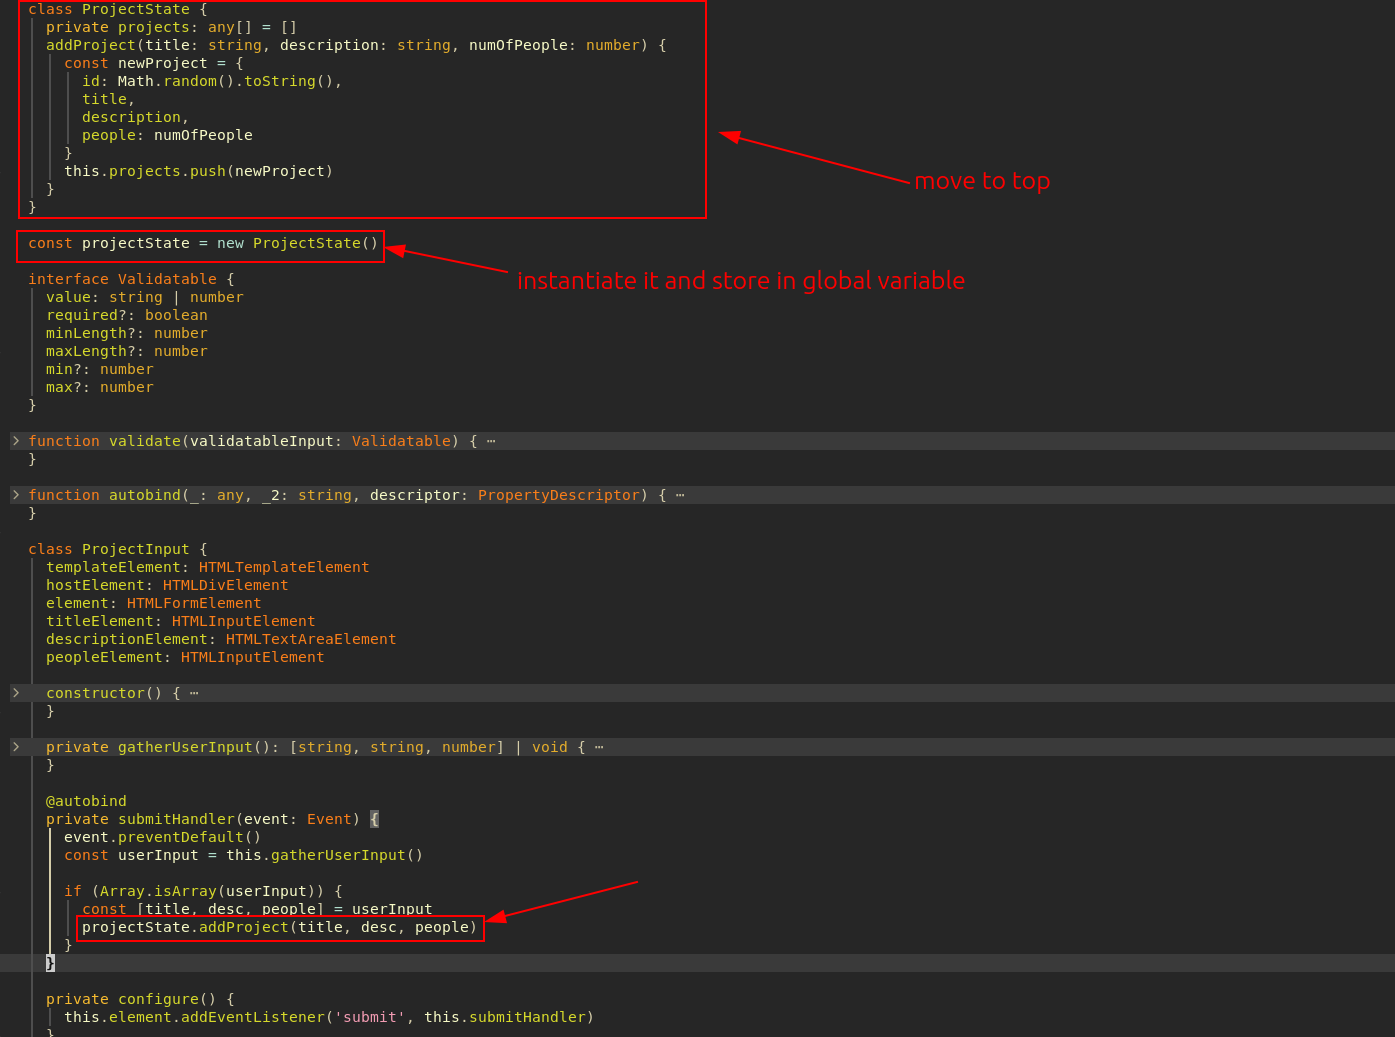 class ProjectState {
private projects: any[] = []
addProject(title: string, description: string, numOfPeople: number) {
const newProject = {
id: Math.random().toString(),
title,
description,
people: numOfPeople
}
move to top
this.projects.push(newProject)
}
}
const projectState = new ProjectState()
instantiate it and store in global variable
interface Validatable {
value: string | number
required?: boolean
minLength?: number
maxLength?: number
min?: number
max?: number
}
function validate(validatableInput: Validatable) { ⋯
}
function autobind(_: any, _2: string, descriptor: PropertyDescriptor) { ⋯
}
class ProjectInput {
templateElement: HTMLTemplateElement
hostElement: HTMLDivElement
element: HTMLFormElement
titleElement: HTMLInputElement
descriptionElement: HTMLTextAreaElement
peopleElement: HTMLInputElement
constructor() { ⋯
}
private gatherUserInput(): [string, string, number] | void { ⋯
}
@autobind
private submitHandler(event: Event) {
event.preventDefault()
const userInput = this.gatherUserInput()
if (Array.isArray(userInput)) {
const [title, desc, people] = userInput
projectState.addProject(title, desc, people)
}
}
private configure() {
this.element.addEventListener('submit', this.submitHandler)
}